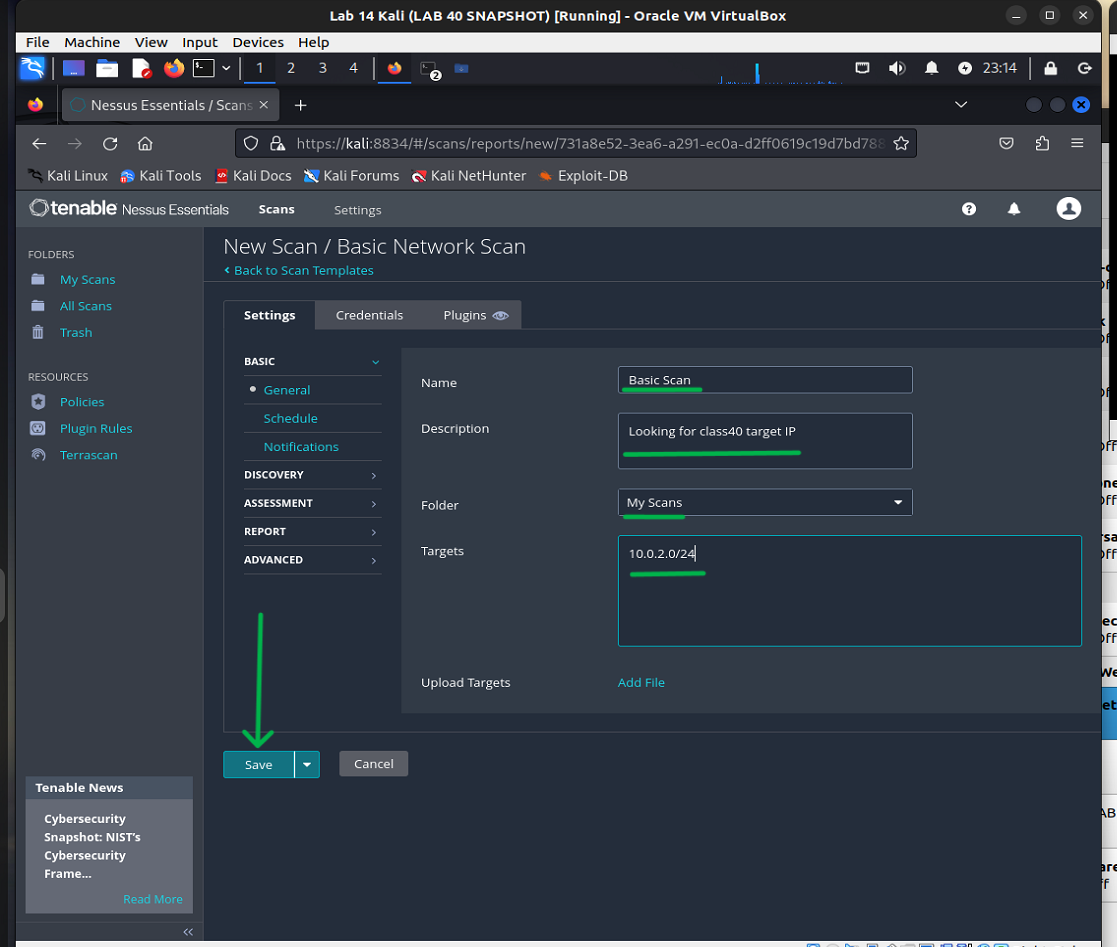 Lab 14 Kali (LAB 40 SNAPSHOT) [Running] - Oracle VM VirtualBox
File Machine View Input Devices Help
1 2 3 4 2 23:14
Nessus Essentials / Scans
https://kali:8834/#/scans/reports/new/731a8e52-3ea6-a291-ec0a-d2ff0619c19d7bd788
Kali Linux Kali Tools Kali Docs Kali Forums Kali NetHunter Exploit-DB
tenable Nessus Essentials Scans Settings
FOLDERS
My Scans
All Scans
Trash
RESOURCES
Policies
Plugin Rules
Terrascan
New Scan / Basic Network Scan
Back to Scan Templates
Settings Credentials Plugins
BASIC
General
Schedule
Notifications
DISCOVERY
ASSESSMENT
REPORT
ADVANCED
Name Basic Scan
Description Looking for class40 target IP
Folder My Scans
Targets 10.0.2.0/24
Upload Targets Add File
Save Cancel
Tenable News
Cybersecurity
Snapshot: NIST's
Cybersecurity
Frame...
Read More